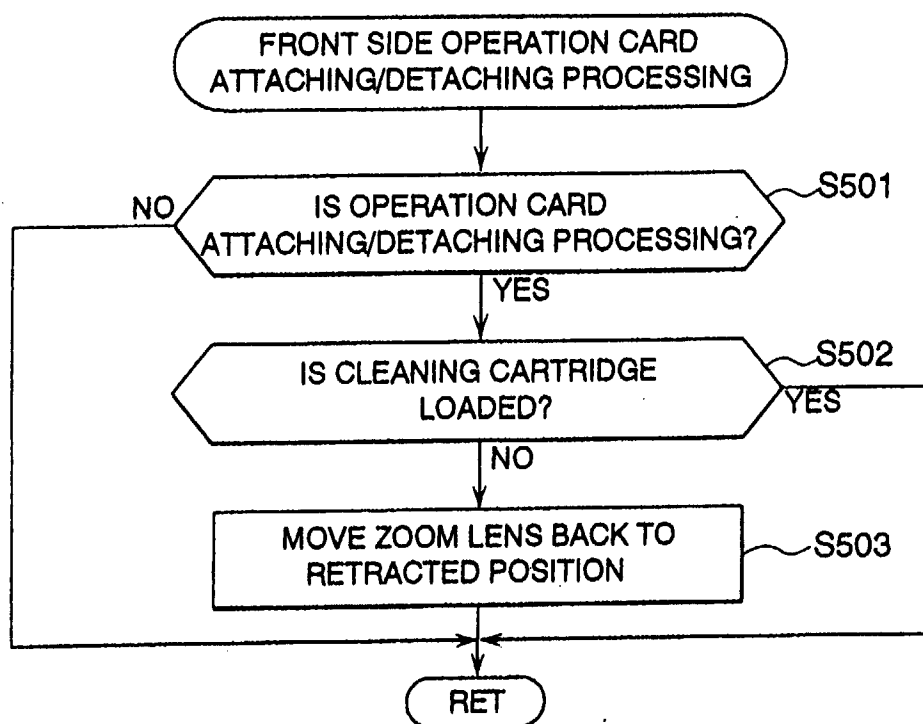 FRONT SIDE OPERATION CARD
ATTACHING/DETACHING PROCESSING
S501
NO
IS OPERATION CARD
ATTACHING/DETACHING PROCESSING?
YES
S502
IS CLEANING CARTRIDGE
LOADED?
YES
NO
MOVE ZOOM LENS BACK TO
RETRACTED POSITION
S503
RET